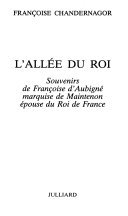 FRANÇOISE CHANDERNAGOR
L'ALLÉE DU ROI
Souvenirs
de Françoise d'Aubigné
marquise de Maintenon
épouse du Roi de France
JULLIARD